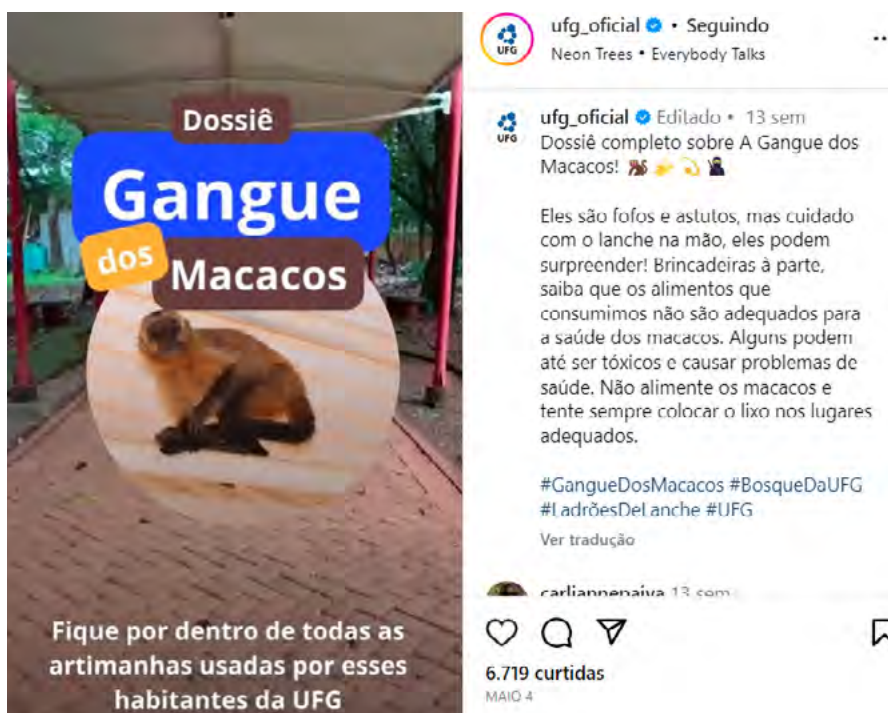 Dossiê
Gangue
dos
Macacos
Fique por dentro de todas as
artimanhas usadas por esses
habitantes da UFG
UFG
ufg_oficial • Seguindo
Neon Trees • Everybody Talks
UFG
ufg_oficial Editado • 13 sem
Dossiê completo sobre A Gangue dos
Macacos!
Eles são fofos e astutos, mas cuidado
com o lanche na mão, eles podem
surpreender! Brincadeiras à parte,
saiba que os alimentos que
consumimos não são adequados para
a saúde dos macacos. Alguns podem
até ser tóxicos e causar problemas de
saúde. Não alimente os macacos e
tente sempre colocar o lixo nos lugares
adequados.
#GangueDosMacacos #BosqueDaUFG
#LadrõesDeLanche #UFG
Ver tradução
carliannepaiva 13 sem
6.719 curtidas
MAIO 4